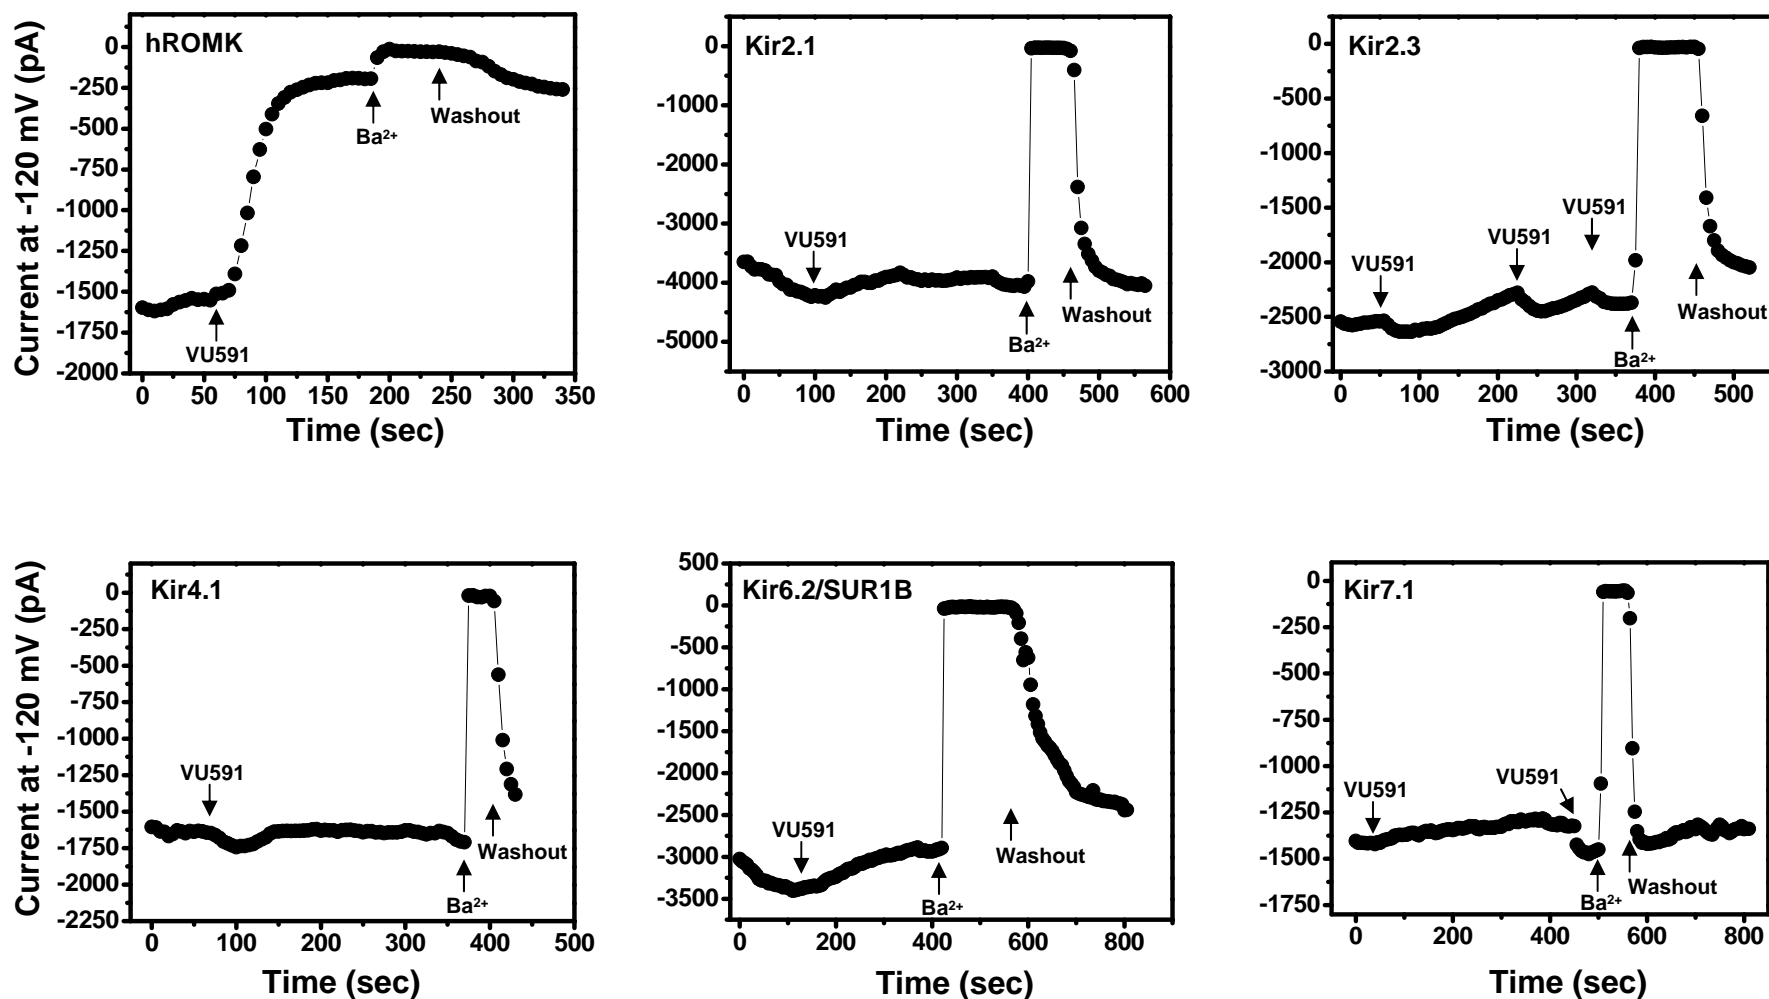 hROMK
Current at -120 mV (pA)
0
-250
-500
-750
-1000
-1250
-1500
-1750
-2000
VU591
Ba²⁺
Washout
0 50 100 150 200 250 300 350
Time (sec)
Kir2.1
0
-1000
-2000
-3000
-4000
-5000
VU591
Ba²⁺
Washout
0 100 200 300 400 500 600
Time (sec)
Kir2.3
0
-500
-1000
-1500
-2000
-2500
-3000
VU591
VU591
VU591
Ba²⁺
Washout
0 100 200 300 400 500
Time (sec)
Kir4.1
Current at -120 mV (pA)
0
-250
-500
-750
-1000
-1250
-1500
-1750
-2000
-2250
VU591
Ba²⁺
Washout
0 100 200 300 400 500
Time (sec)
Kir6.2/SUR1B
500
0
-500
-1000
-1500
-2000
-2500
-3000
-3500
VU591
Ba²⁺
Washout
0 200 400 600 800
Time (sec)
Kir7.1
0
-250
-500
-750
-1000
-1250
-1500
-1750
VU591
VU591
Ba²⁺
Washout
0 200 400 600 800
Time (sec)